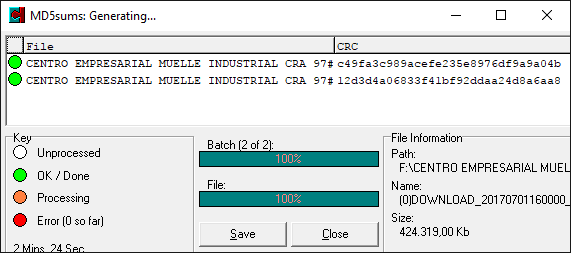 MD5sums: Generating...
File CRC
CENTRO EMPRESARIAL MUELLE INDUSTRIAL CRA 97# c49fa3c989acefe235e8976df9a9a04b
CENTRO EMPRESARIAL MUELLE INDUSTRIAL CRA 97# 12d3d4a06833f41bf92ddaa24d8a6aa8
Key
Unprocessed
OK / Done
Processing
Error (0 so far)
2 Mins, 24 Sec
Batch (2 of 2):
100%
File:
100%
Save Close
File Information
Path:
F:\CENTRO EMPRESARIAL MUEL
Name:
(0)DOWNLOAD_20170701160000_
Size:
424.319,00 Kb